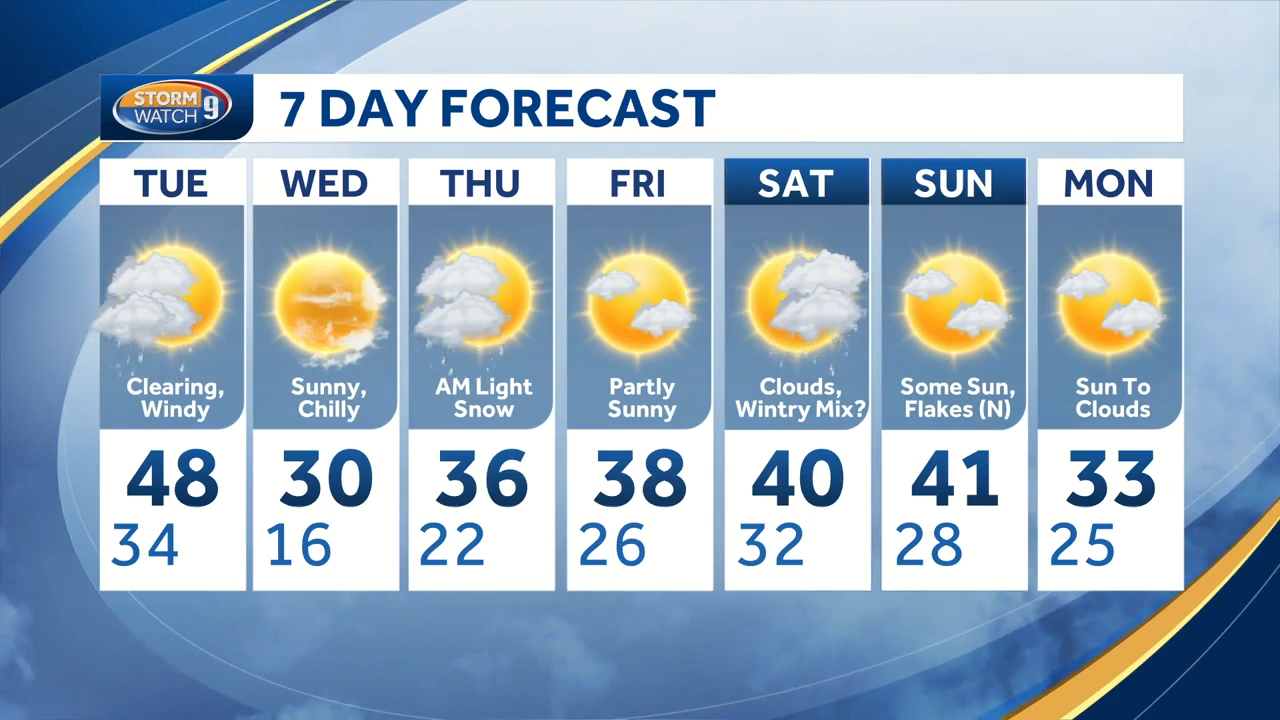 STORM
WATCH 9
7 DAY FORECAST
TUE
WED
THU
FRI
SAT
SUN
MON
Clearing,
Windy
Sunny,
Chilly
AM Light
Snow
Partly
Sunny
Clouds,
Wintry Mix?
Some Sun,
Flakes (N)
Sun To
Clouds
48
30
36
38
40
41
33
34
16
22
26
32
28
25